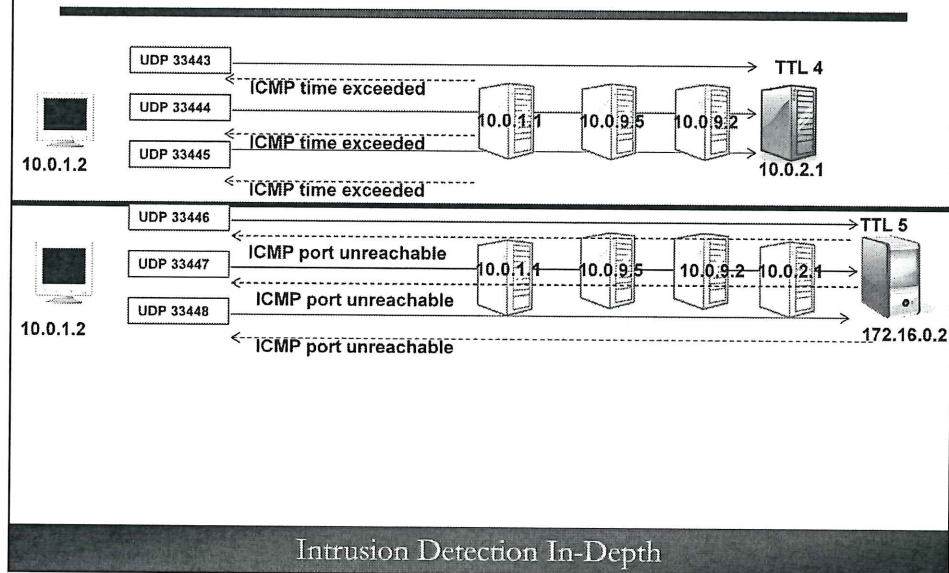 UDP 33443
TTL 4
ICMP time exceeded
UDP 33444
10.0.1.1
10.0.9.5
10.0.9.2
ICMP time exceeded
10.0.1.2
UDP 33445
10.0.2.1
ICMP time exceeded
UDP 33446
TTL 5
ICMP port unreachable
UDP 33447
10.0.1.1
10.0.9.5
10.0.9.2
10.0.2.1
ICMP port unreachable
UDP 33448
10.0.1.2
172.16.0.2
ICMP port unreachable
Intrusion Detection In-Depth